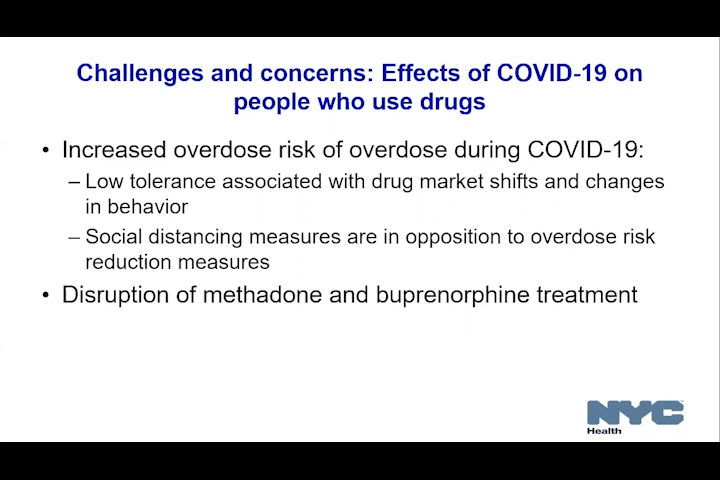 Challenges and concerns: Effects of COVID-19 on
people who use drugs
• Increased overdose risk of overdose during COVID-19:
– Low tolerance associated with drug market shifts and changes
in behavior
– Social distancing measures are in opposition to overdose risk
reduction measures
• Disruption of methadone and buprenorphine treatment
NYC
Health